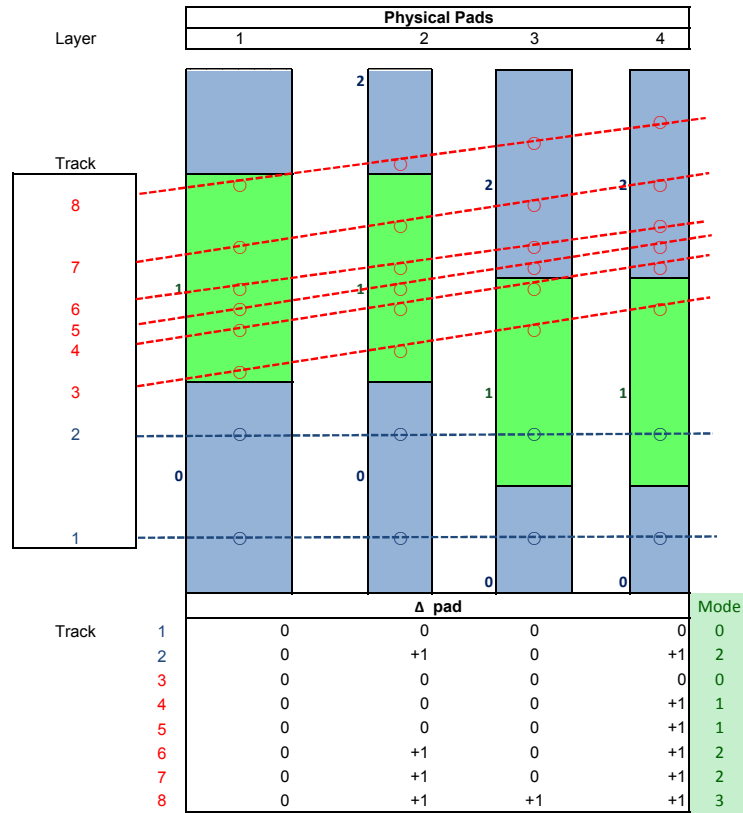 Physical Pads
Layer 1 2 3 4
2
Track
8 2 2
7
1 1
6
5
4
3 1 1
2
0 0
1
0 0
Δ pad Mode
Track 1 0 0 0 0 0
2 0 +1 0 +1 2
3 0 0 0 0 0
4 0 0 0 +1 1
5 0 0 0 +1 1
6 0 +1 0 +1 2
7 0 +1 0 +1 2
8 0 +1 +1 +1 3